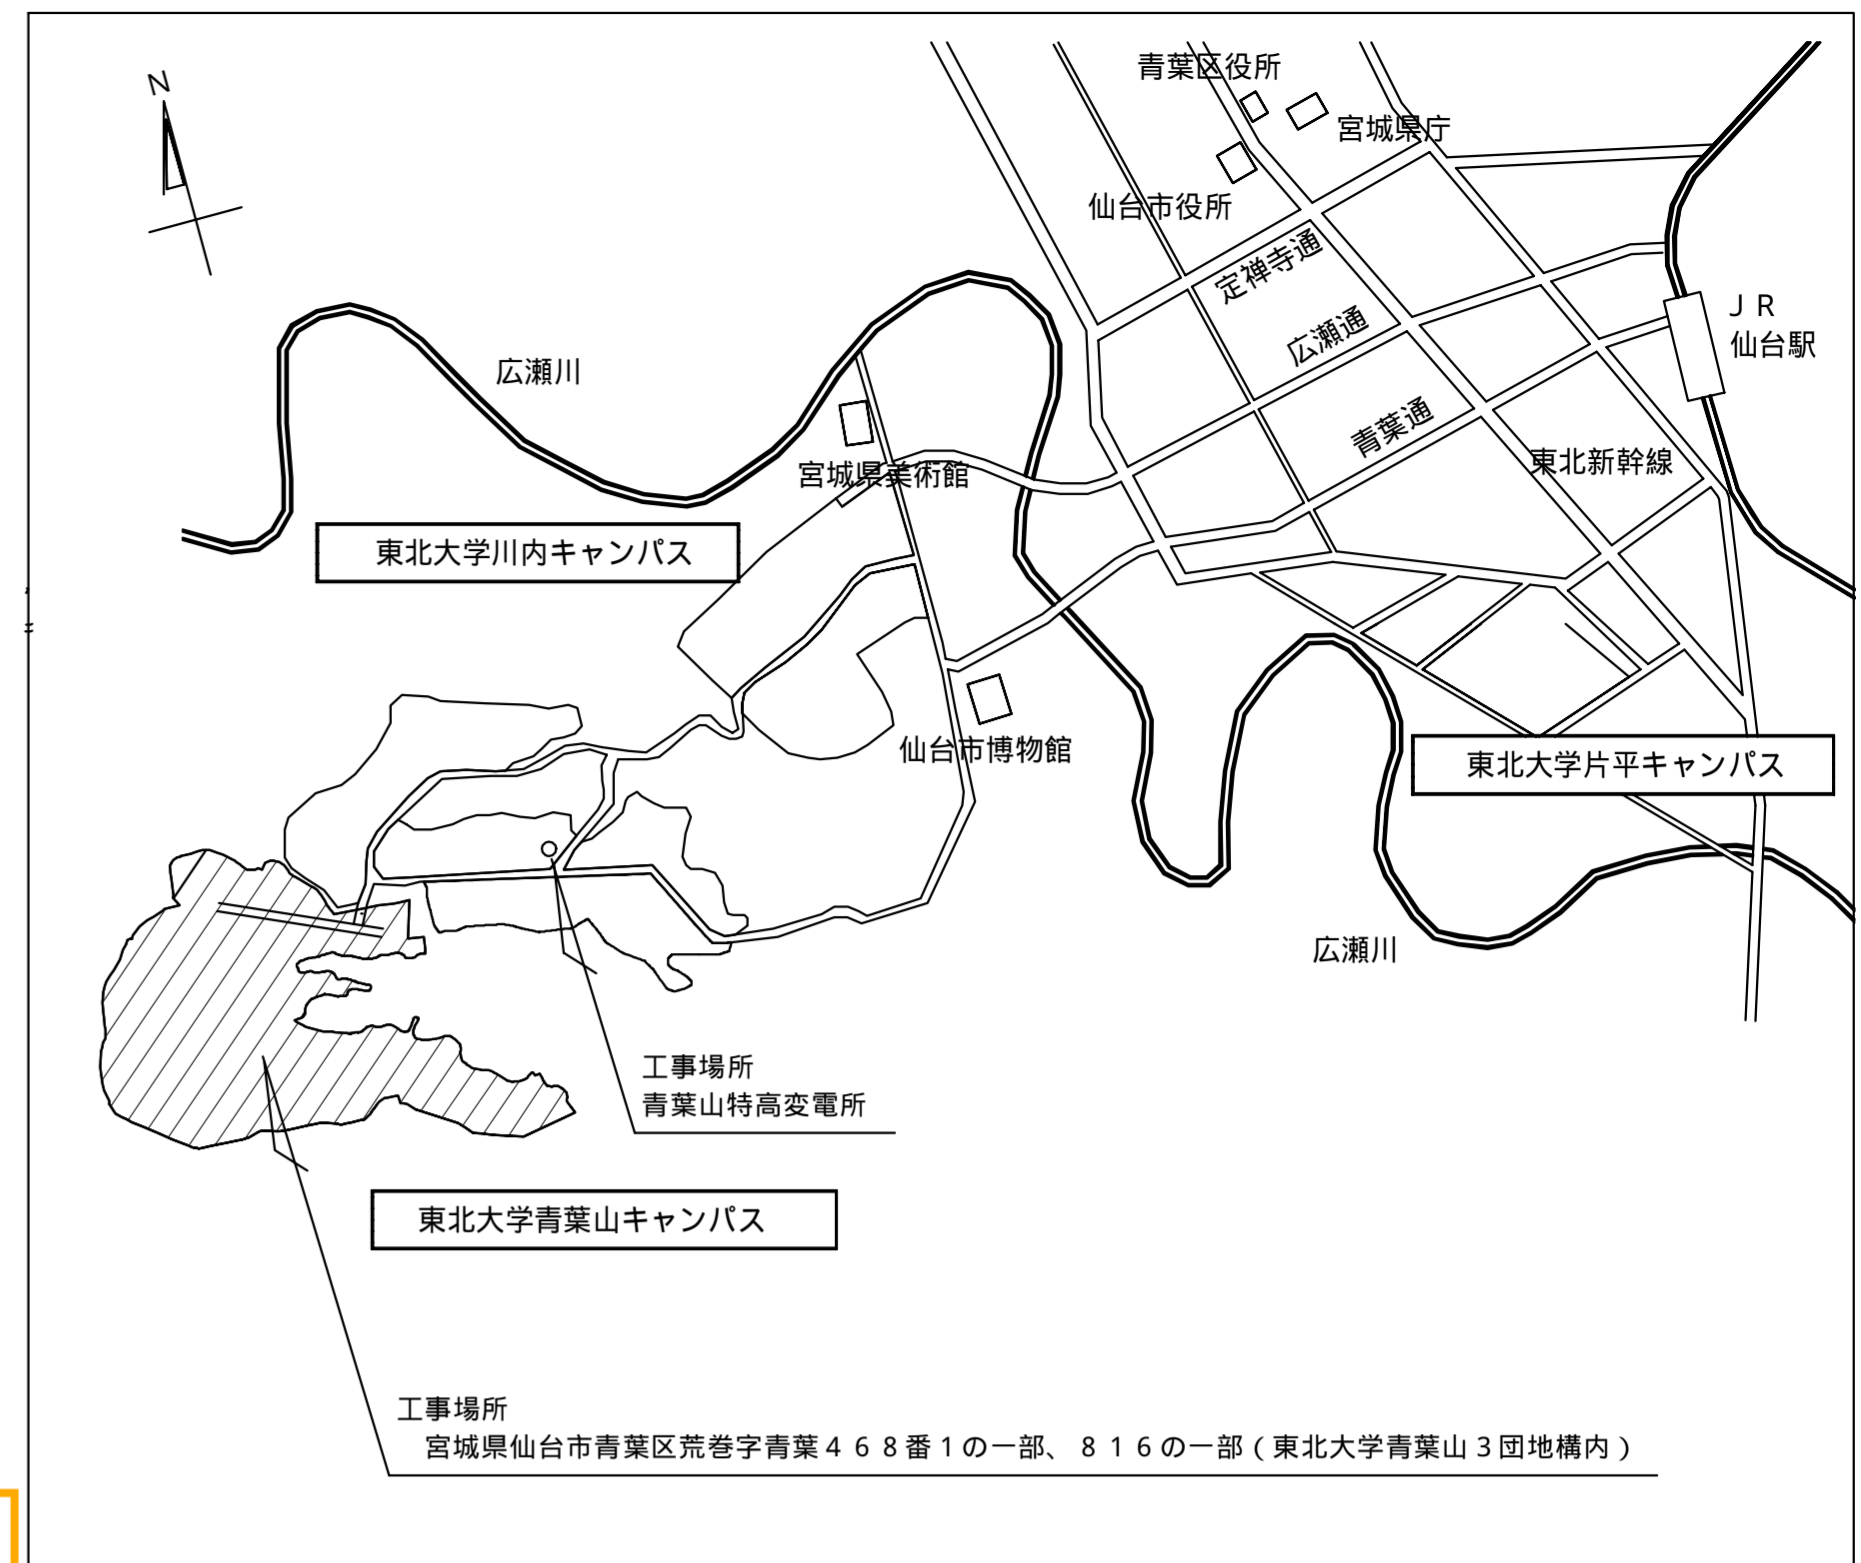 N
青葉区役所
宮城県庁
仙台市役所
定禅寺通
広瀬通
青葉通
ＪＲ
仙台駅
広瀬川
宮城県美術館
東北新幹線
東北大学川内キャンパス
仙台市博物館
東北大学片平キャンパス
広瀬川
工事場所
青葉山特高変電所
東北大学青葉山キャンパス
工事場所
宮城県仙台市青葉区荒巻字青葉４６８番１の一部、８１６の一部（東北大学青葉山３団地構内）